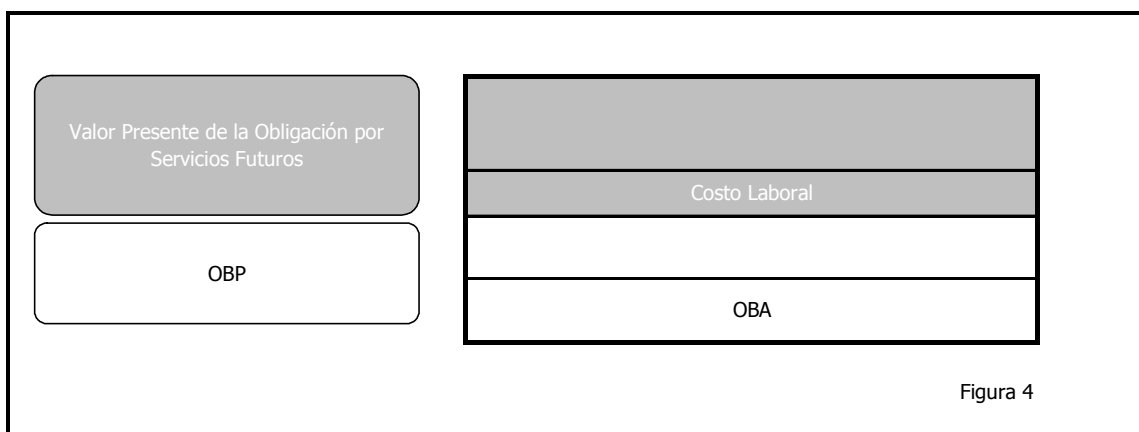 Valor Presente de la Obligación por
Servicios Futuros
Costo Laboral
OBP
OBA
Figura 4